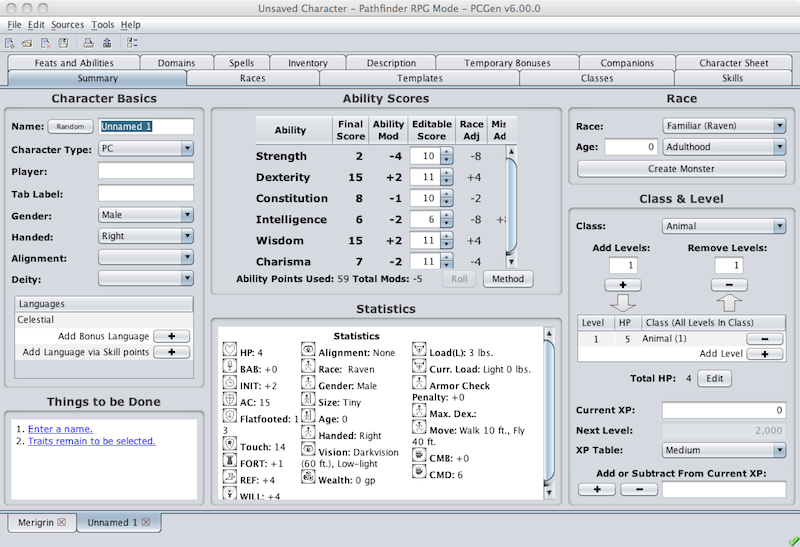 Unsaved Character - Pathfinder RPG Mode - PCGen v6.00.0
File Edit Sources Tools Help
Feats and Abilities Domains Spells Inventory Description Temporary Bonuses Companions Character Sheet
Summary Races Templates Classes Skills
Character Basics
Name: Random Unnamed 1
Character Type: PC
Player:
Tab Label:
Gender: Male
Handed: Right
Alignment:
Deity:
Languages
Celestial
Add Bonus Language +
Add Language via Skill points +
Things to be Done
1. Enter a name.
2. Traits remain to be selected.
Ability Scores
Ability Final Score Ability Mod Editable Score Race Adj Mis Ad
Strength 2 -4 10 -8
Dexterity 15 +2 11 +4
Constitution 8 -1 10 -2
Intelligence 6 -2 6 -8 +8
Wisdom 15 +2 11 +4
Charisma 7 -2 11 -4
Ability Points Used: 59 Total Mods: -5 Roll Method
Statistics
Statistics
HP: 4
BAB: +0
INIT: +2
AC: 15
Flatfooted: 1
3
Touch: 14
FORT: +1
REF: +4
WILL: +4
Alignment: None
Race: Raven
Gender: Male
Size: Tiny
Age: 0
Handed: Right
Vision: Darkvision
(60 ft.), Low-light
Wealth: 0 gp
Load(L): 3 lbs.
Curr. Load: Light 0 lbs.
Armor Check
Penalty: +0
Max. Dex.:
Move: Walk 10 ft., Fly
40 ft.
CMB: +0
CMD: 6
Race
Race: Familiar (Raven)
Age: 0 Adulthood
Create Monster
Class & Level
Class: Animal
Add Levels: Remove Levels:
1 1
+ −
Level HP Class (All Levels In Class)
1 5 Animal (1) −
Add Level +
Total HP: 4 Edit
Current XP: 0
Next Level: 2,000
XP Table: Medium
Add or Subtract From Current XP:
+ −
Merigrin Unnamed 1